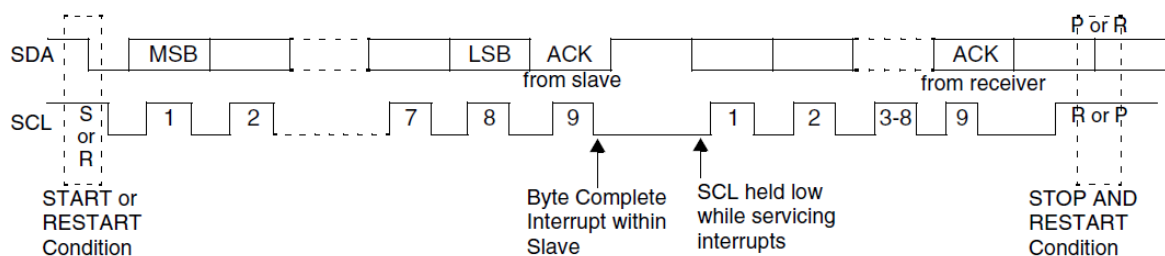 P or R
SDA MSB LSB ACK ACK
from slave from receiver
SCL S or R 1 2 7 8 9 1 2 3-8 9 R or P
START or
RESTART
Condition
Byte Complete
Interrupt within
Slave
SCL held low
while servicing
interrupts
STOP AND
RESTART
Condition